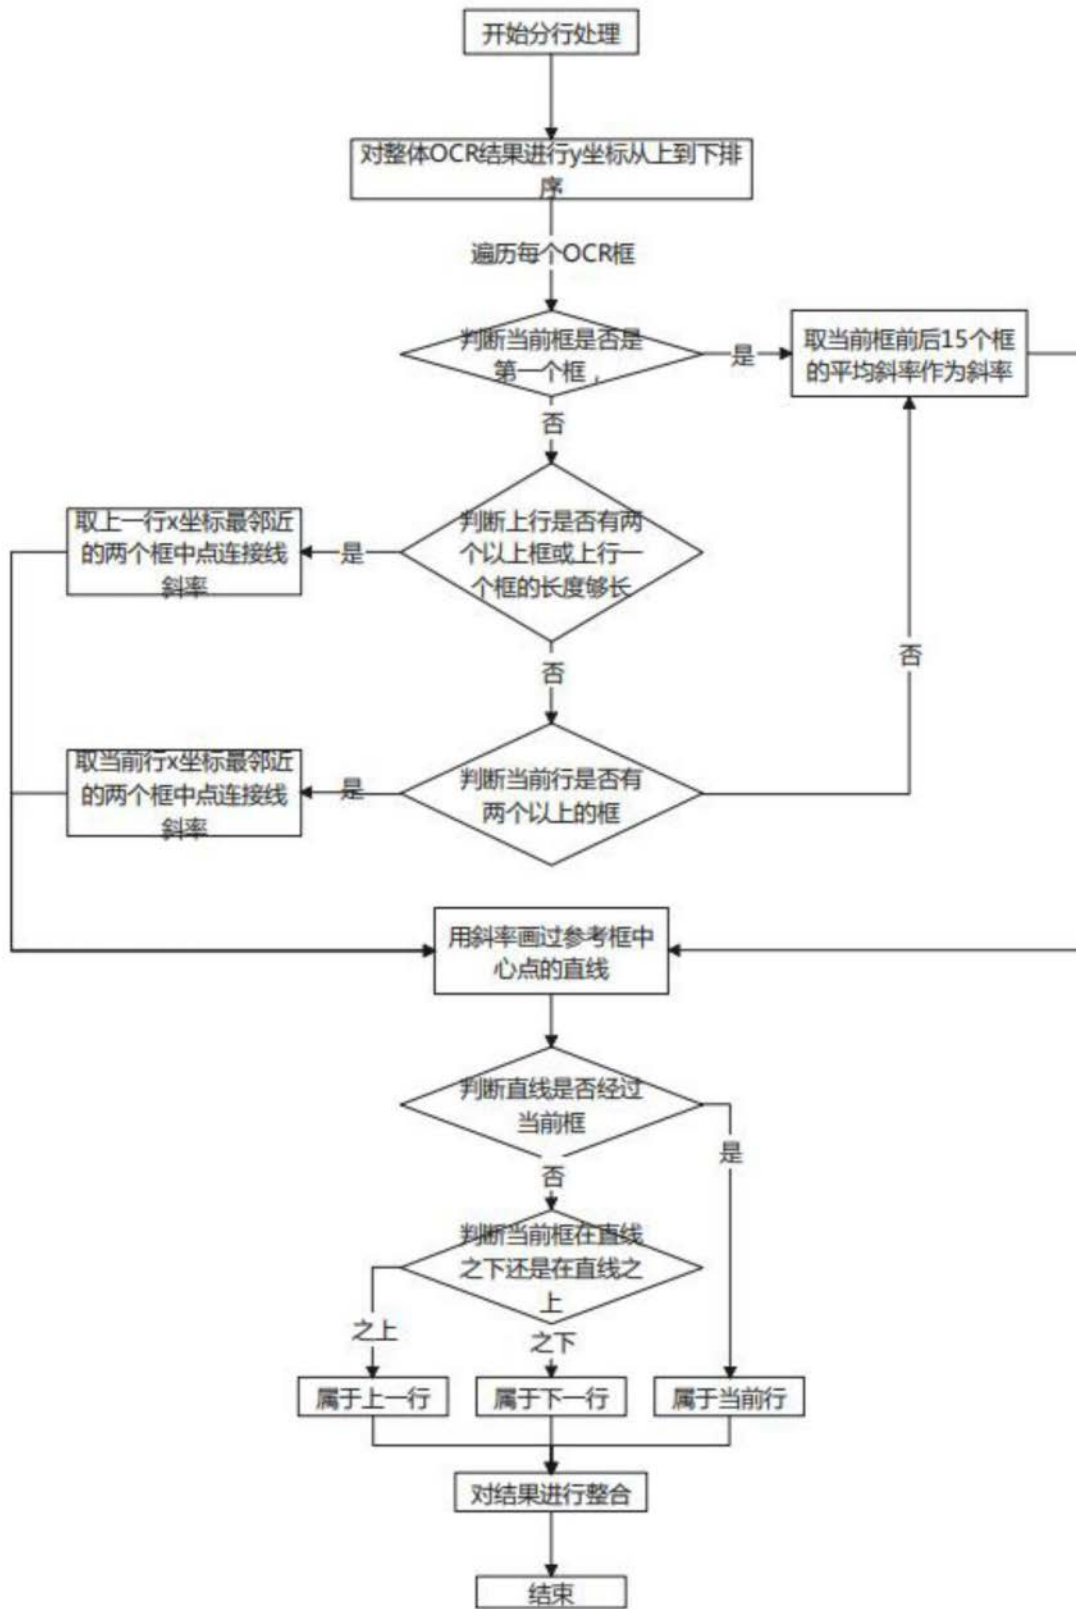 开始分行处理
对整体OCR结果进行y坐标从上到下排
序
遍历每个OCR框
判断当前框是否是
第一个框，
是
取当前框前后15个框
的平均斜率作为斜率
否
判断上行是否有两
个以上框或上行一
个框的长度够长
是
取上一行x坐标最邻近
的两个框中点连接线
斜率
否
否
判断当前行是否有
两个以上的框
是
取当前行x坐标最邻近
的两个框中点连接线
斜率
用斜率画过参考框中
心点的直线
判断直线是否经过
当前框
是
否
判断当前框在直线
之下还是在直线之
上
之上
之下
属于上一行
属于下一行
属于当前行
对结果进行整合
结束